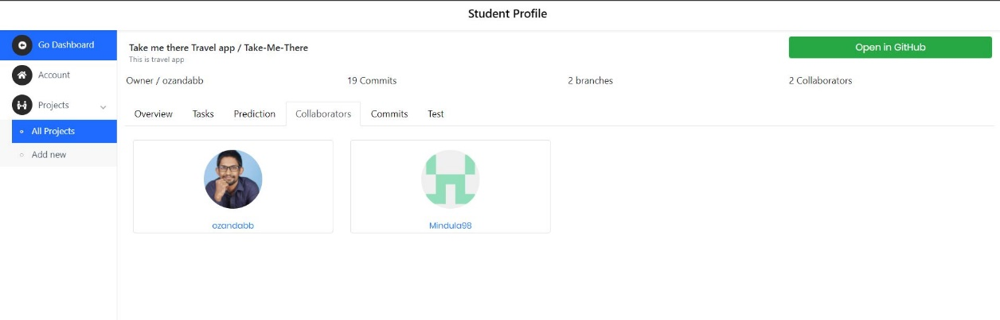 Student Profile
Go Dashboard
Account
Projects
All Projects
Add new
Take me there Travel app / Take-Me-There
This is travel app
Open in GitHub
Owner / ozandabb
19 Commits
2 branches
2 Collaborators
Overview
Tasks
Prediction
Collaborators
Commits
Test
ozandabb
Mindula98